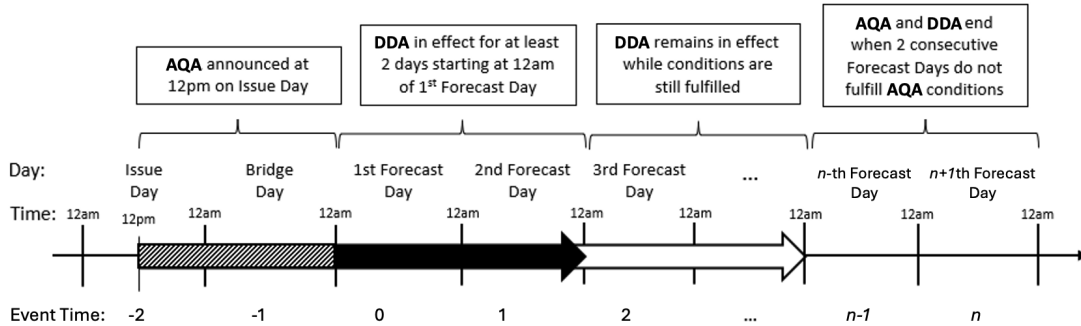 AQA announced at
12pm on Issue Day
DDA in effect for at least
2 days starting at 12am
of 1st Forecast Day
DDA remains in effect
while conditions are
still fulfilled
AQA and DDA end
when 2 consecutive
Forecast Days do not
fulfill AQA conditions
Day:
Issue
Day
Bridge
Day
1st Forecast
Day
2nd Forecast
Day
3rd Forecast
Day
...
n-th Forecast
Day
n+1th Forecast
Day
Time: 12am 12pm 12am 12am 12am 12am 12am 12am 12am 12am
Event Time: -2 -1 0 1 2 ... n-1 n